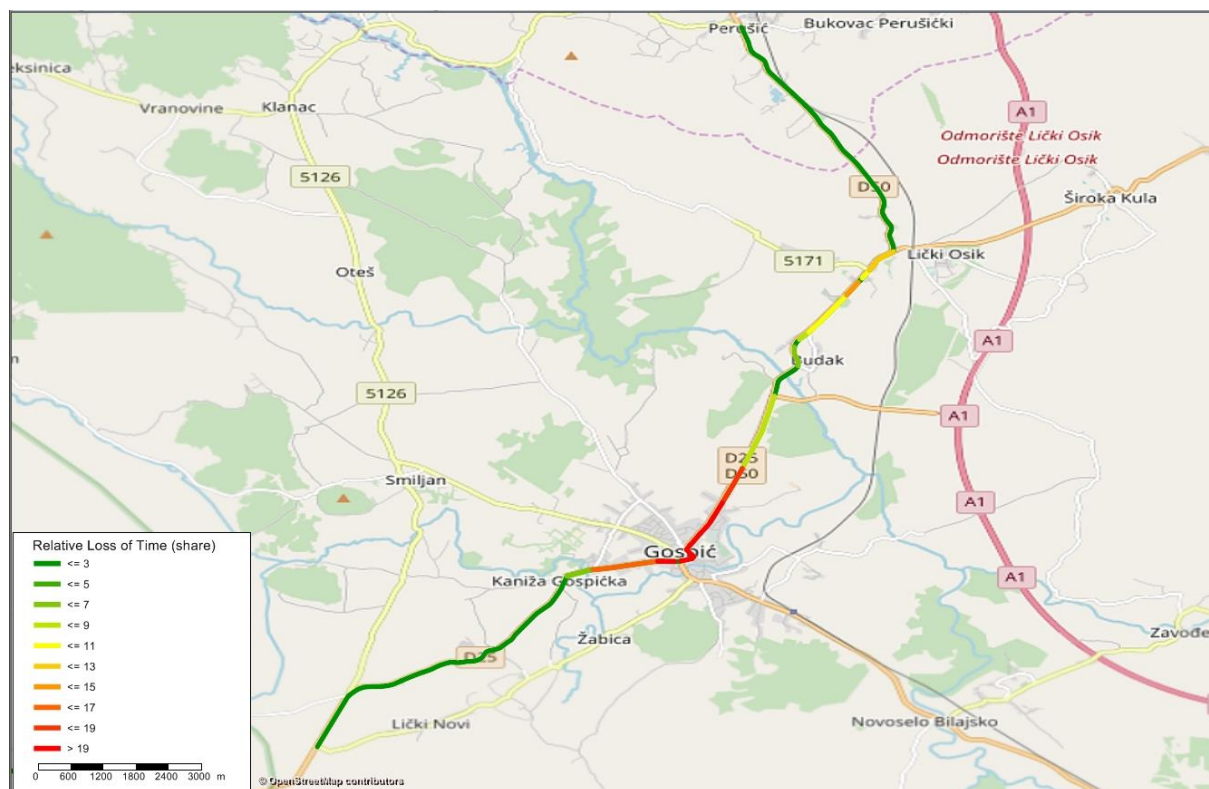 Perušić
Bukovac Perušićki
eksinica
Vranovine
Klanac
A1
Odmorište Lički Osik
Odmorište Lički Osik
5126
D50
Široka Kula
Lički Osik
5171
Oteš
A1
Budak
5126
A1
D25
D50
Smiljan
A1
Gospić
Kaniža Gospićka
A1
Žabica
Zavođe
D25
Lički Novi
Novoselo Bilajsko
Relative Loss of Time (share)
<= 3
<= 5
<= 7
<= 9
<= 11
<= 13
<= 15
<= 17
<= 19
> 19
0 600 1200 1800 2400 3000 m
© OpenStreetMap contributors